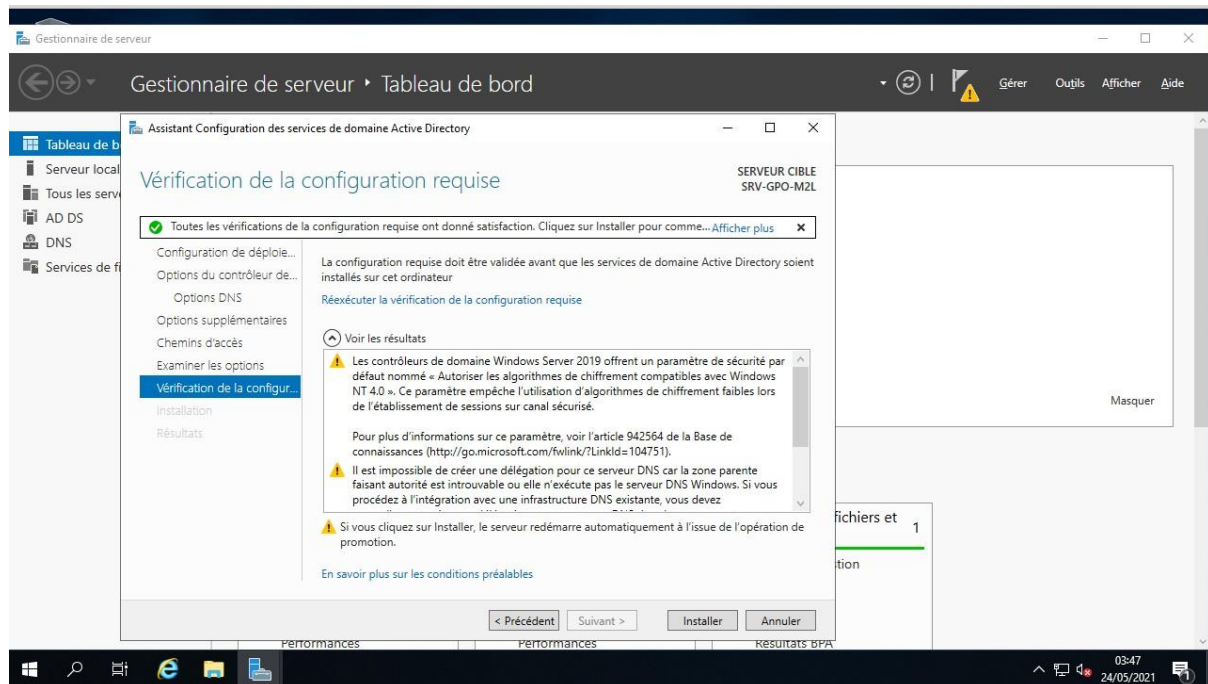 Gestionnaire de serveur
Gestionnaire de serveur • Tableau de bord
Gérer Outils Afficher Aide
Tableau de b
Serveur local
Tous les serve
AD DS
DNS
Services de fi
Assistant Configuration des services de domaine Active Directory
Vérification de la configuration requise
SERVEUR CIBLE
SRV-GPO-M2L
Toutes les vérifications de la configuration requise ont donné satisfaction. Cliquez sur Installer pour comme... Afficher plus
Configuration de déploie...
Options du contrôleur de...
Options DNS
Options supplémentaires
Chemins d'accès
Examiner les options
Vérification de la configur...
Installation
Résultats
La configuration requise doit être validée avant que les services de domaine Active Directory soient
installés sur cet ordinateur
Réexécuter la vérification de la configuration requise
Voir les résultats
Les contrôleurs de domaine Windows Server 2019 offrent un paramètre de sécurité par
défaut nommé « Autoriser les algorithmes de chiffrement compatibles avec Windows
NT 4.0 ». Ce paramètre empêche l'utilisation d'algorithmes de chiffrement faibles lors
de l'établissement de sessions sur canal sécurisé.
Pour plus d'informations sur ce paramètre, voir l'article 942564 de la Base de
connaissances (http://go.microsoft.com/fwlink/?LinkId=104751).
Il est impossible de créer une délégation pour ce serveur DNS car la zone parente
faisant autorité est introuvable ou elle n'exécute pas le serveur DNS Windows. Si vous
procédez à l'intégration avec une infrastructure DNS existante, vous devez
Si vous cliquez sur Installer, le serveur redémarre automatiquement à l'issue de l'opération de
promotion.
En savoir plus sur les conditions préalables
< Précédent Suivant > Installer Annuler
Masquer
fichiers et 1
tion
Performances Performances Résultats BPA
03:47
24/05/2021
1